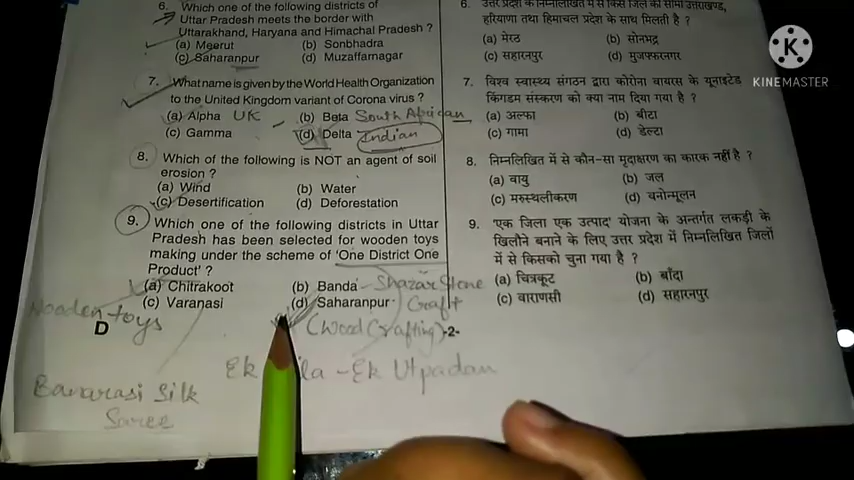 6. Which one of the following districts of
Uttar Pradesh meets the border with
Uttarakhand, Haryana and Himachal Pradesh ?
(a) Meerut (b) Sonbhadra
(c) Saharanpur (d) Muzaffarnagar
7. What name is given by the World Health Organization
to the United Kingdom variant of Corona virus ?
(a) Alpha UK (b) Beta South African
(c) Gamma (d) Delta Indian
8. Which of the following is NOT an agent of soil
erosion ?
(a) Wind (b) Water
(c) Desertification (d) Deforestation
9. Which one of the following districts in Uttar
Pradesh has been selected for wooden toys
making under the scheme of 'One District One
Product' ?
(a) Chitrakoot (b) Banda - Shazar Stone
(c) Varanasi (d) Saharanpur Craft
Wooden toys (Wood Crafting)
D -2-
Ek - Ek Utpadan
Banarasi Silk
Saree
6. उत्तर प्रदेश के निम्नलिखित में से किस जिले की सीमा उत्तराखण्ड,
हरियाणा तथा हिमाचल प्रदेश के साथ मिलती है ?
(a) मेरठ (b) सोनभद्र
(c) सहारनपुर (d) मुजफ्फरनगर
7. विश्व स्वास्थ्य संगठन द्वारा कोरोना वायरस के यूनाइटेड
किंगडम संस्करण को क्या नाम दिया गया है ?
(a) अल्फा (b) बीटा
(c) गामा (d) डेल्टा
8. निम्नलिखित में से कौन-सा मृदाक्षरण का कारक नहीं है ?
(a) वायु (b) जल
(c) मरुस्थलीकरण (d) वनोन्मूलन
9. 'एक जिला एक उत्पाद' योजना के अन्तर्गत लकड़ी के
खिलौने बनाने के लिए उत्तर प्रदेश में निम्नलिखित जिलों
में से किसको चुना गया है ?
(a) चित्रकूट (b) बाँदा
(c) वाराणसी (d) सहारनपुर
KINEMASTER